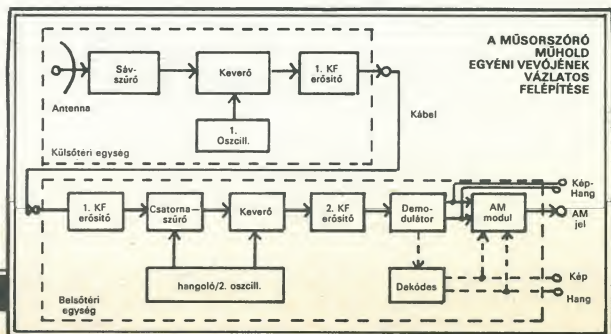 A MŰSORSZÓRÓ
MŰHOLD
EGYÉNI VEVŐJÉNEK
VÁZLATOS
FELÉPÍTÉSE
Antenna
Sáv-
szűrő
Keverő
1. KF
erősítő
1.
Oszcill.
Kábel
Külsőtéri egység
1. KF
erősítő
Csatorna—
szűrő
Keverő
2. KF
erősítő
Demo-
dulátor
AM
modul
Kép-
Hang
AM
jel
hangoló/2. oszcill.
Dekódes
Kép
Hang
Belsőtéri
egység